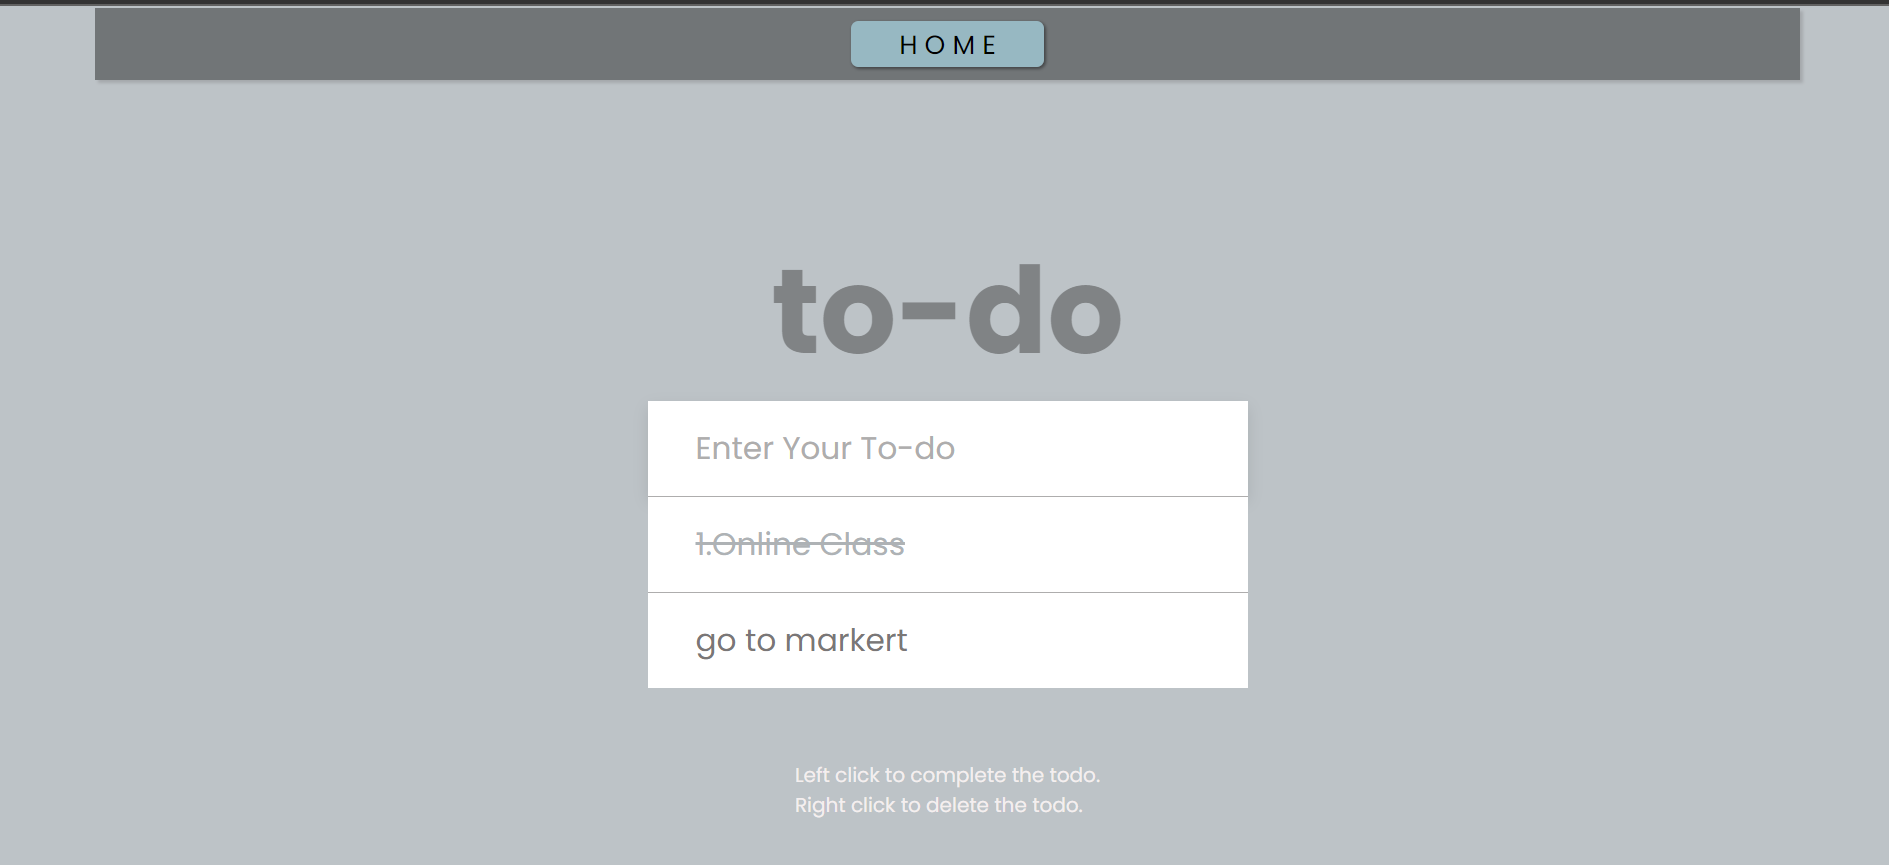 HOME
to-do
Enter Your To-do
1.Online Class
go to markert
Left click to complete the todo.
Right click to delete the todo.